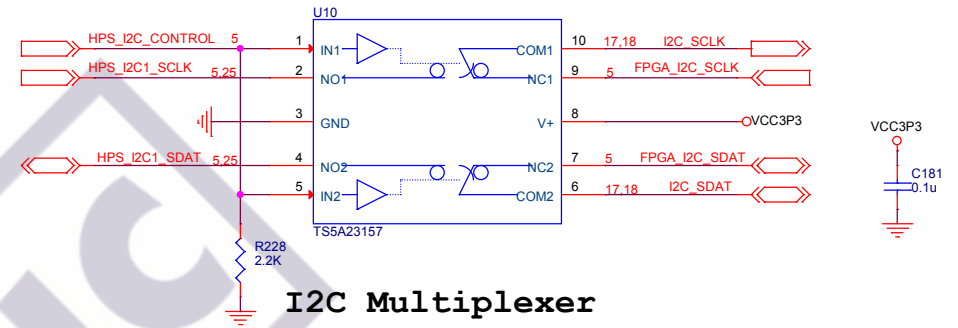 U10
HPS_I2C_CONTROL 5 1 IN1 COM1 10 17,18 I2C_SCLK
HPS_I2C1_SCLK 5,25 2 NO1 NC1 9 5 FPGA_I2C_SCLK
3 GND V+ 8 VCC3P3
HPS_I2C1_SDAT 5,25 4 NO2 NC2 7 5 FPGA_I2C_SDAT
5 IN2 COM2 6 17,18 I2C_SDAT
TS5A23157
VCC3P3
C181
0.1u
R228
2.2K
I2C Multiplexer